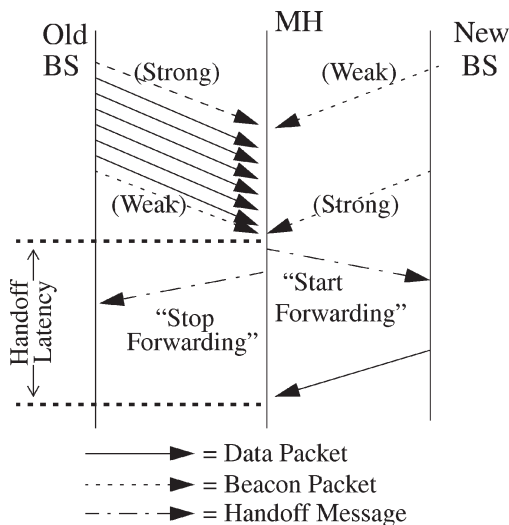 Old
BS
MH
New
BS
(Strong)
(Weak)
(Weak)
(Strong)
Handoff
Latency
"Start
Forwarding"
"Stop
Forwarding"
= Data Packet
= Beacon Packet
= Handoff Message